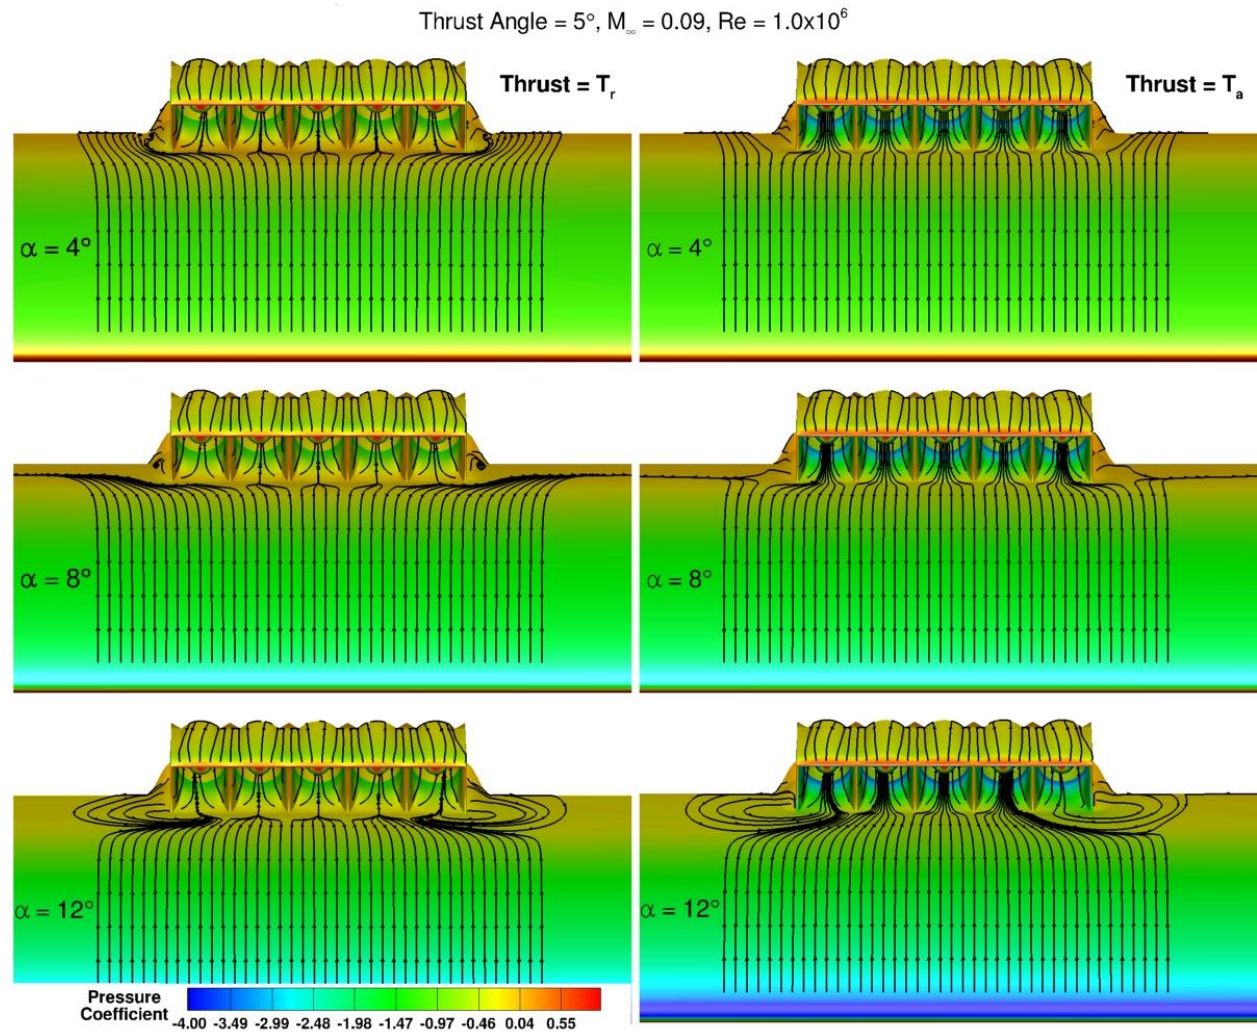 Thrust Angle = 5°, M∞ = 0.09, Re = 1.0x10⁶
Thrust = Tᵣ
Thrust = Tₐ
α = 4°
α = 4°
α = 8°
α = 8°
α = 12°
α = 12°
Pressure
Coefficient
-4.00 -3.49 -2.99 -2.48 -1.98 -1.47 -0.97 -0.46 0.04 0.55